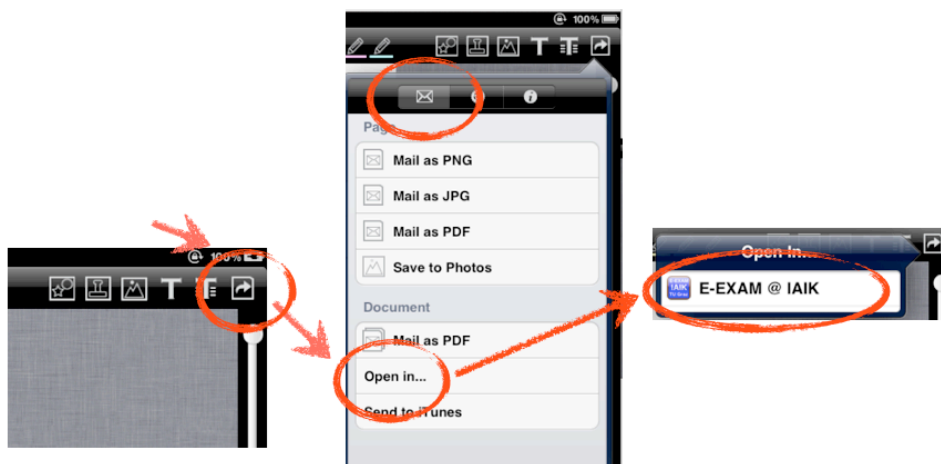 100%
T
T
100%
T
T
Page
Mail as PNG
Mail as JPG
Mail as PDF
Save to Photos
Document
Mail as PDF
Open in...
Send to iTunes
Open In...
IAIK
E-EXAM @ IAIK